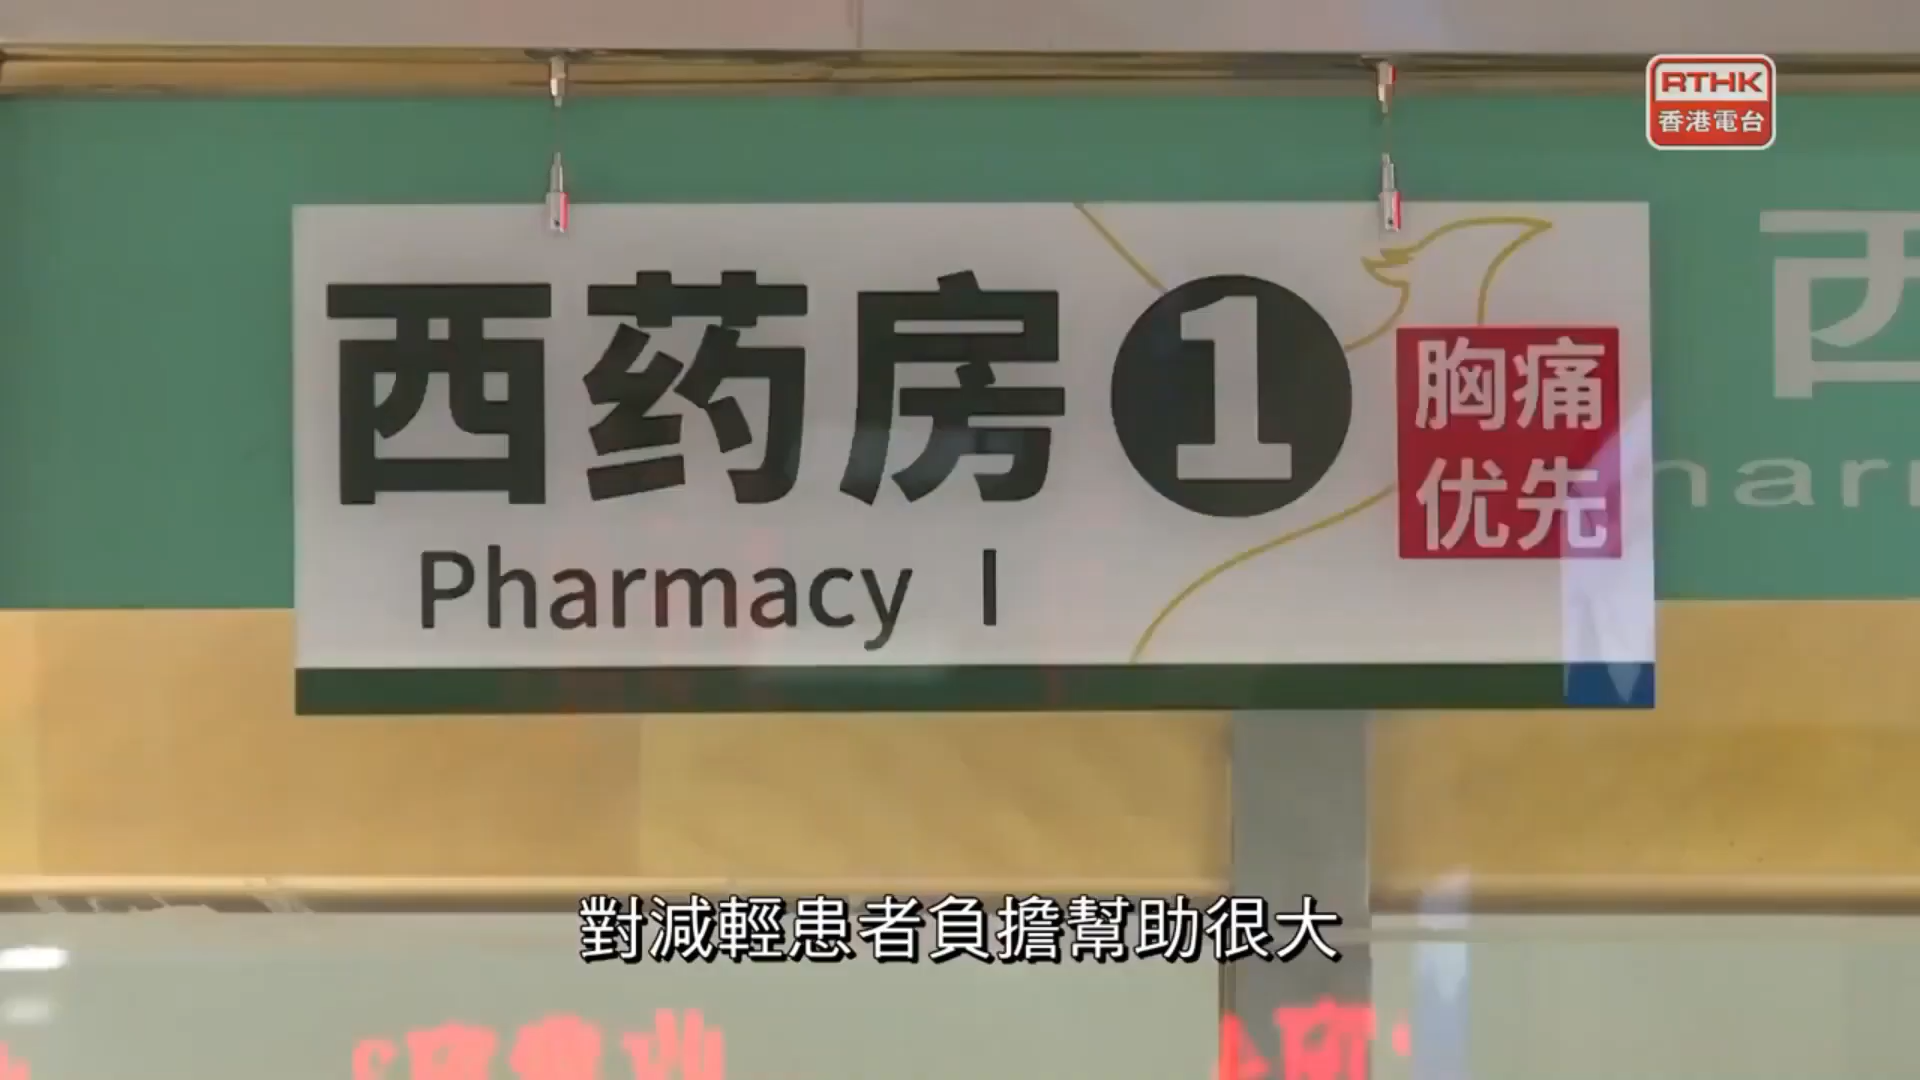 RTHK
香港電台
西药房 1
Pharmacy I
胸痛
优先
西
對減輕患者負擔幫助很大